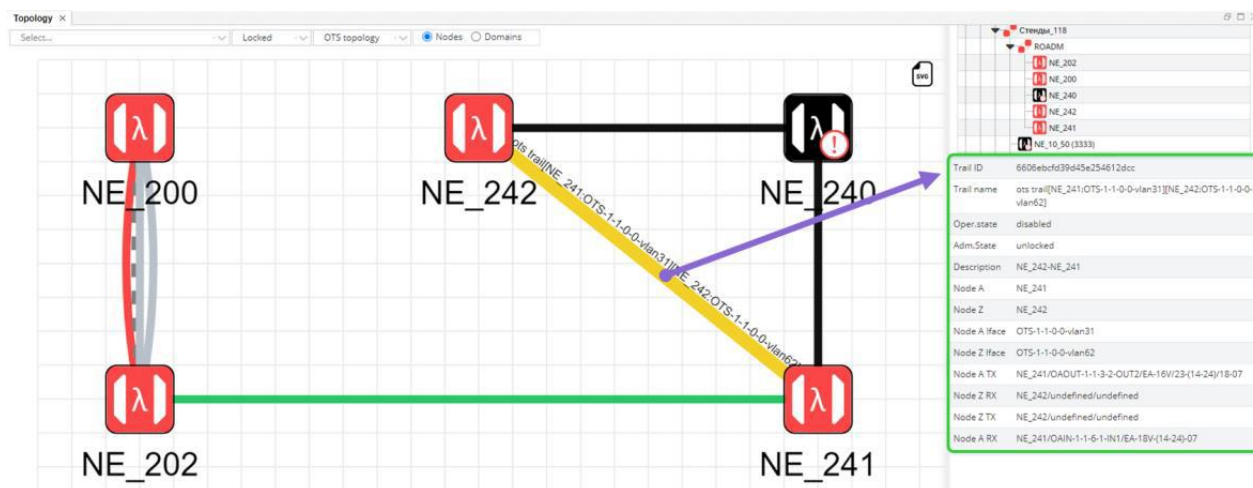 Topology ×
Select...
Locked
OTS topology
Nodes
Domains
SVG
λ
NE_200
λ
NE_242
λ
!
NE_240
ots trail[NE_241:OTS-1-1-0-0-vlan31][NE_242:OTS-1-1-0-0-vlan62]
λ
NE_202
λ
NE_241
Стенды_118
ROADM
NE_202
NE_200
NE_240
NE_242
NE_241
NE_10_50 (3333)
Trail ID 6606ebcfd39d45e254612dcc
Trail name ots trail[NE_241:OTS-1-1-0-0-vlan31][NE_242:OTS-1-1-0-0-
vlan62]
Oper.state disabled
Adm.State unlocked
Description NE_242-NE_241
Node A NE_241
Node Z NE_242
Node A Iface OTS-1-1-0-0-vlan31
Node Z Iface OTS-1-1-0-0-vlan62
Node A TX NE_241/OAOUT-1-1-3-2-OUT2/EA-16V/23-(14-24)/18-07
Node Z RX NE_242/undefined/undefined
Node Z TX NE_242/undefined/undefined
Node A RX NE_241/OAIN-1-1-6-1-IN1/EA-18V-(14-24)-07